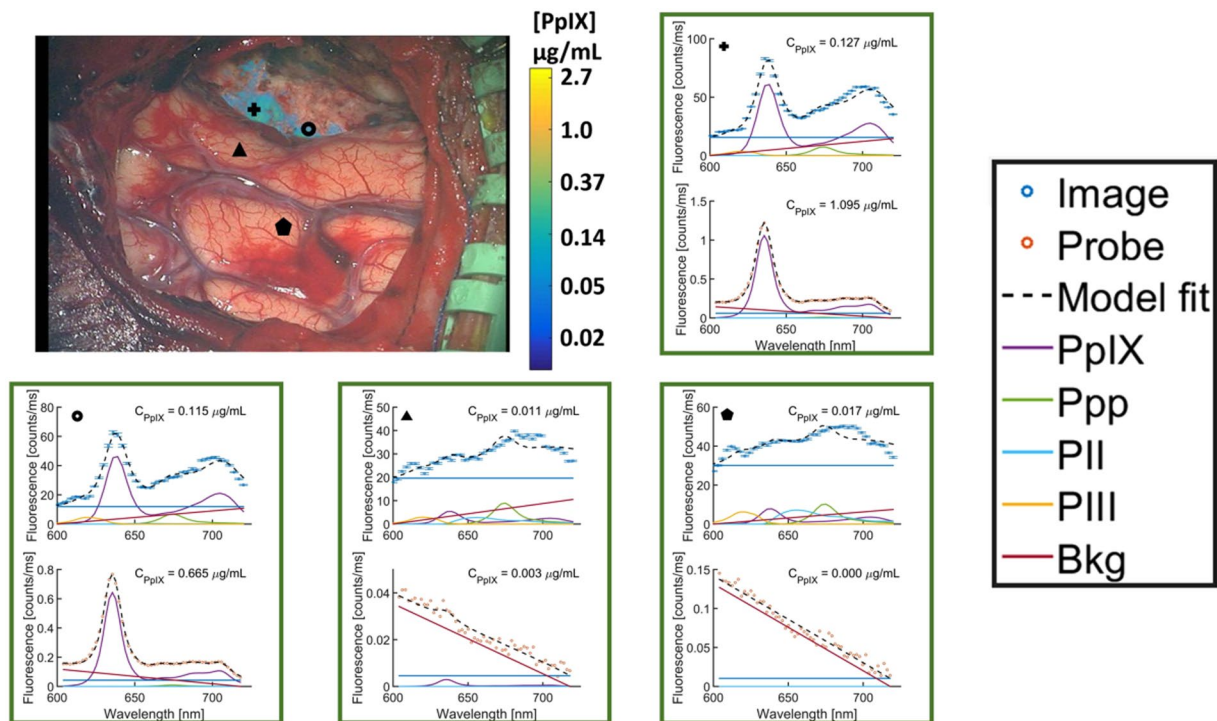 [PpIX]
μg/mL
2.7
1.0
0.37
0.14
0.05
0.02
Fluorescence [counts/ms]
100
50
0
600
650
700
C_PpIX = 0.127 μg/mL
Fluorescence [counts/ms]
1.5
1
0.5
0
600
650
700
C_PpIX = 1.095 μg/mL
Wavelength [nm]
Image
Probe
Model fit
PpIX
Ppp
PII
PIII
Bkg
Fluorescence [counts/ms]
80
60
40
20
0
600
650
700
C_PpIX = 0.115 μg/mL
Fluorescence [counts/ms]
0.8
0.6
0.4
0.2
0
600
650
700
C_PpIX = 0.665 μg/mL
Wavelength [nm]
Fluorescence [counts/ms]
50
40
30
20
10
0
600
650
700
C_PpIX = 0.011 μg/mL
Fluorescence [counts/ms]
0.04
0.02
0
600
650
700
C_PpIX = 0.003 μg/mL
Wavelength [nm]
Fluorescence [counts/ms]
60
40
20
0
600
650
700
C_PpIX = 0.017 μg/mL
Fluorescence [counts/ms]
0.15
0.1
0.05
0
600
650
700
C_PpIX = 0.000 μg/mL
Wavelength [nm]